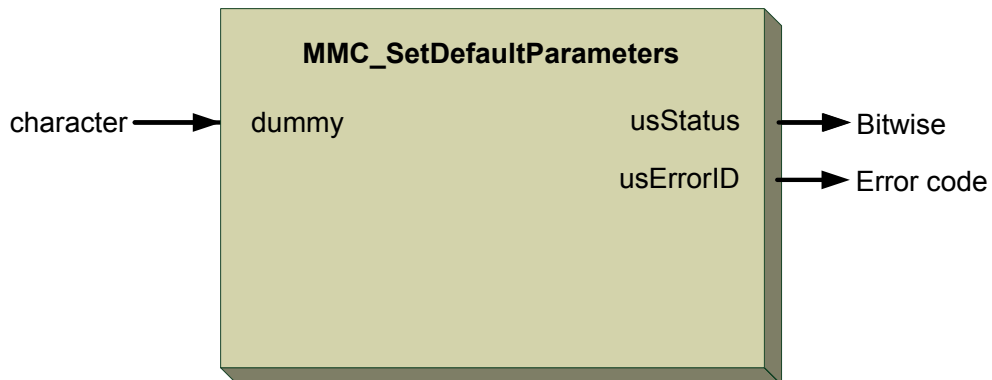 MMC_SetDefaultParameters
character dummy usStatus Bitwise
usErrorID Error code